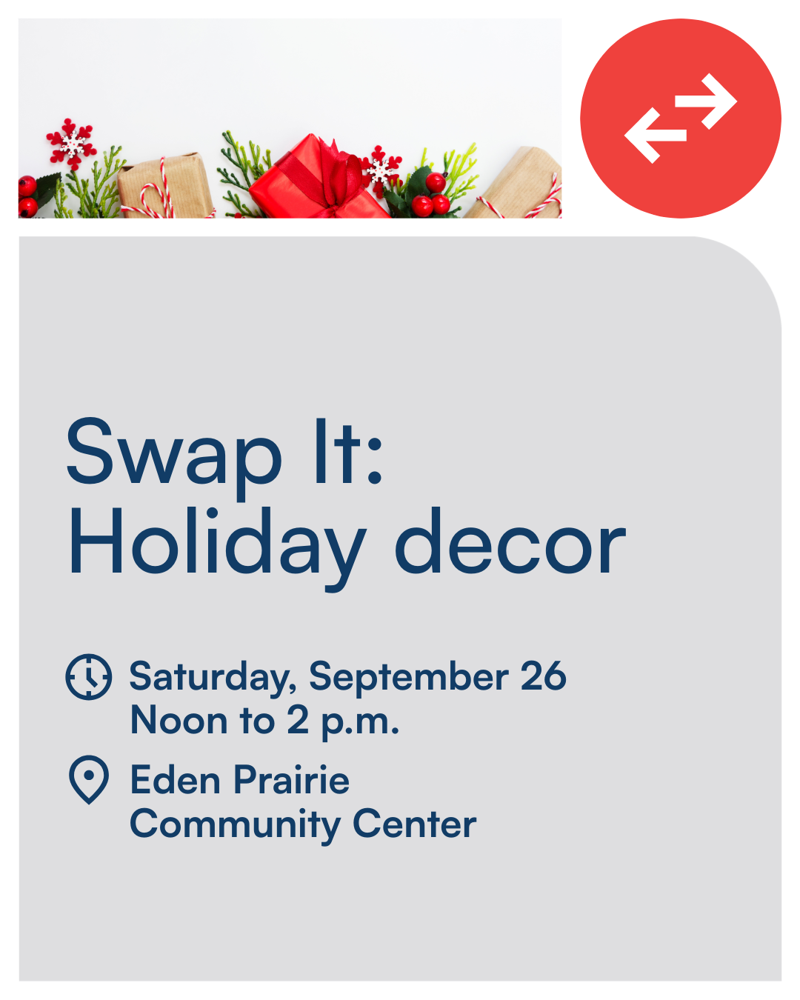 Swap It:
Holiday decor
Saturday, September 26
Noon to 2 p.m.
Eden Prairie
Community Center